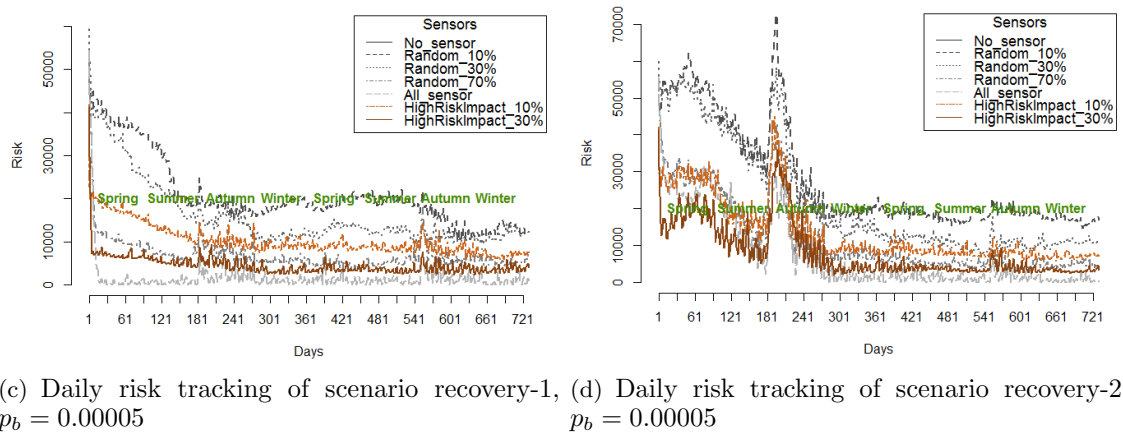 Sensors
No_sensor
Random_10%
Random_30%
Random_70%
All_sensor
HighRiskImpact_10%
HighRiskImpact_30%
Risk
50000
30000
10000
0
Spring Summer Autumn Winter Spring Summer Autumn Winter
1 61 121 181 241 301 361 421 481 541 601 661 721
Days
Sensors
No_sensor
Random_10%
Random_30%
Random_70%
All_sensor
HighRiskImpact_10%
HighRiskImpact_30%
Risk
70000
50000
30000
20000
10000
0
Spring Summer Autumn Winter Spring Summer Autumn Winter
1 61 121 181 241 301 361 421 481 541 601 661 721
Days
(c) Daily risk tracking of scenario recovery-1,
p_b = 0.00005
(d) Daily risk tracking of scenario recovery-2
p_b = 0.00005